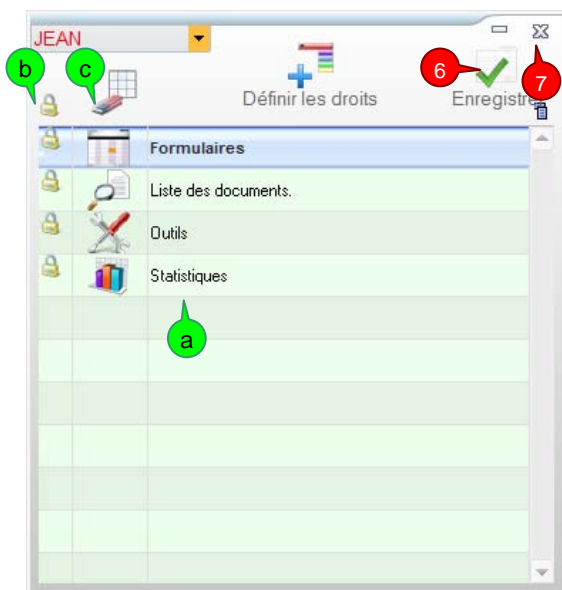 JEAN
b
c
6
7
Définir les droits
Enregistre
Formulaires
Liste des documents.
Outils
Statistiques
a